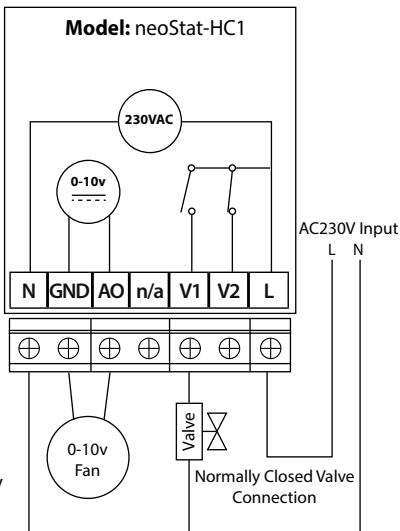 Model: neoStat-HC1
230VAC
0-10v
AC230V Input
L N
N GND AO n/a V1 V2 L
Valve
0-10v
Fan
Normally Closed Valve
Connection